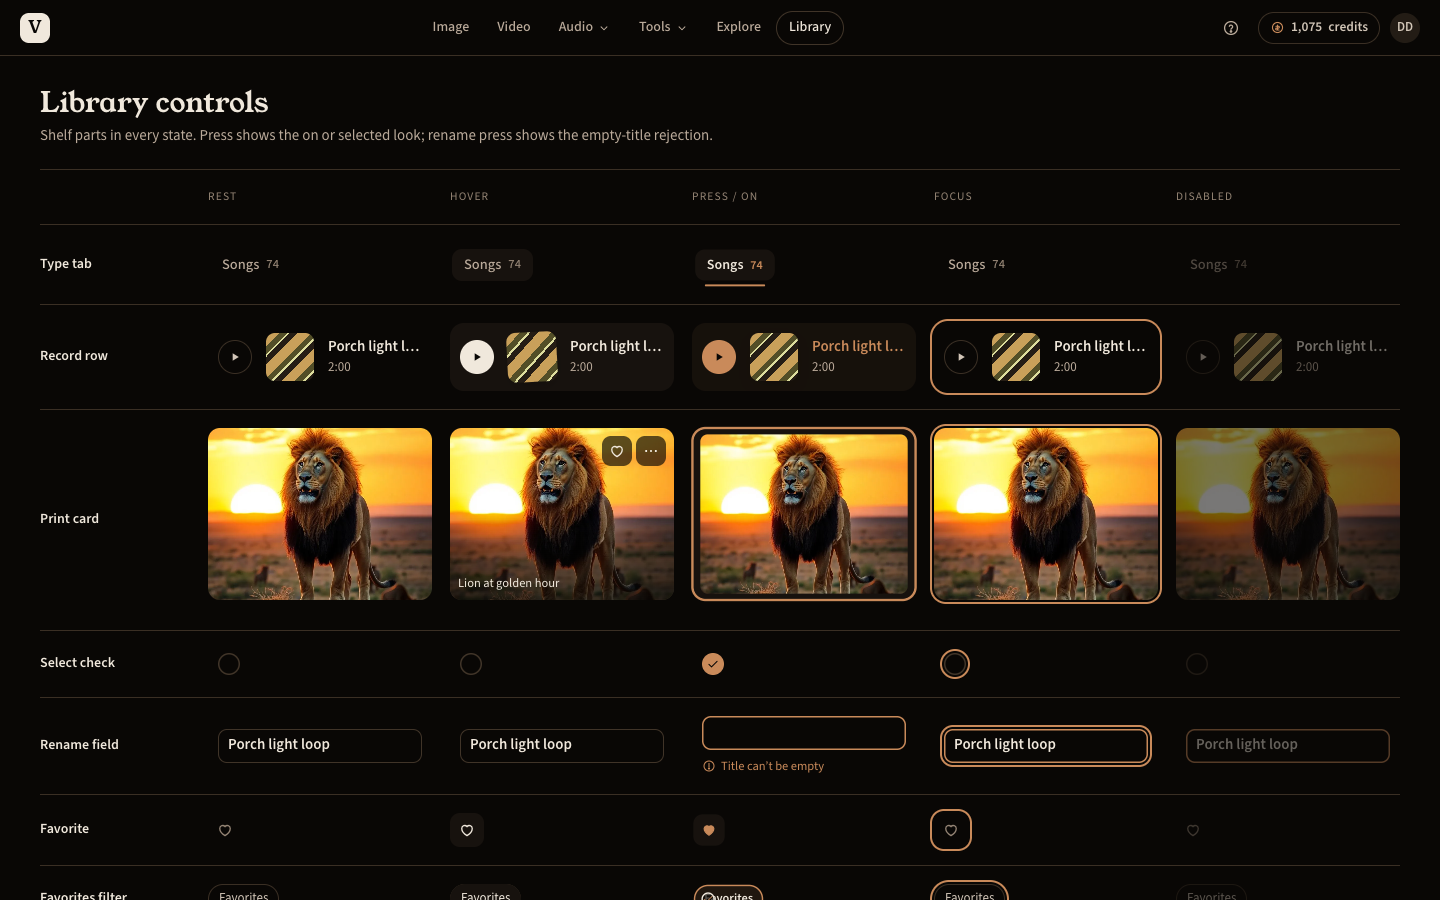 V
Image
Video
Audio
Tools
Explore
Library
1,075 credits
DD
Library controls
Shelf parts in every state. Press shows the on or selected look; rename press shows the empty-title rejection.
REST
HOVER
PRESS / ON
FOCUS
DISABLED
Type tab
Songs 74
Songs 74
Songs 74
Songs 74
Songs 74
Record row
Porch light l…
2:00
Porch light l…
2:00
Porch light l…
2:00
Porch light l…
2:00
Porch light l…
2:00
Print card
Lion at golden hour
Select check
Rename field
Porch light loop
Porch light loop
Title can't be empty
Porch light loop
Porch light loop
Favorite
Favorites filter
Favorites
Favorites
Favorites
Favorites